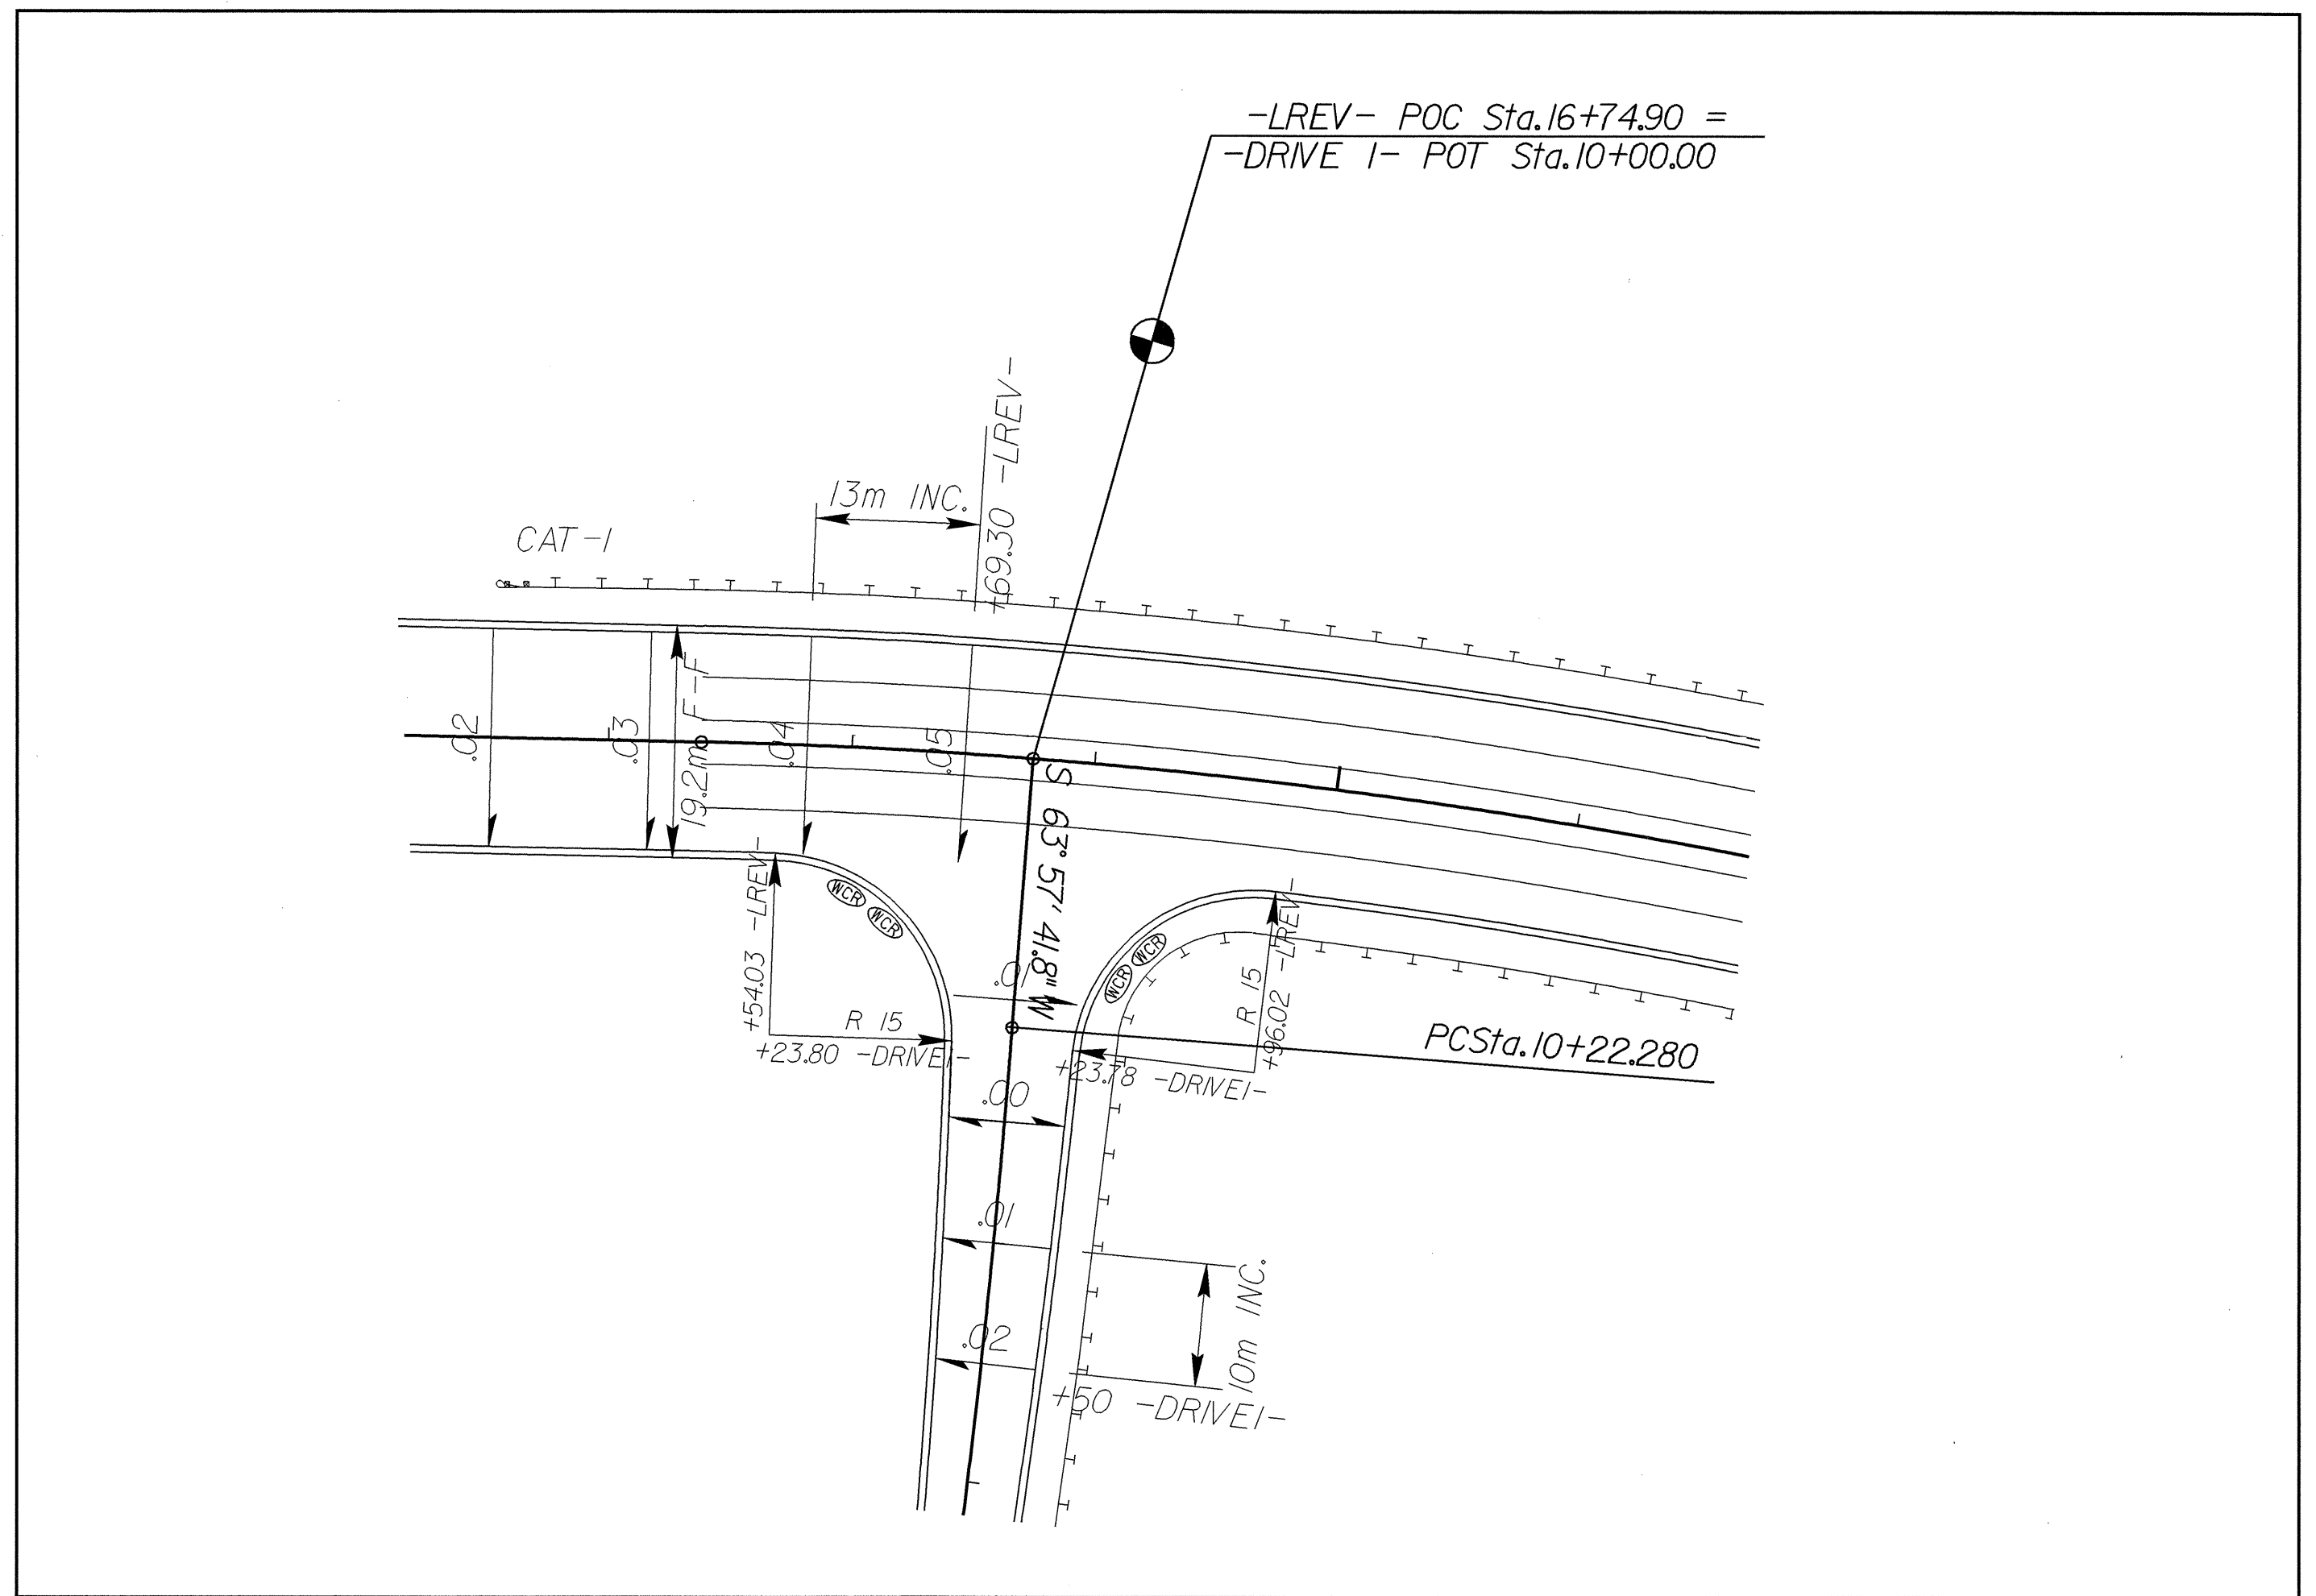 -LREV- POC Sta.16+74.90 =
-DRIVE 1- POT Sta.10+00.00
+69.30 -LREV-
13m INC.
CAT-1
.02
.03
19.2m F-F
.04
.05
S 63°57'41.8" W
+54.03 -LREV-
WCR
WCR
WCR
WCR
.01
R 15
+23.80 -DRIVE1-
R 15
+96.02 -LREV-
PCSta.10+22.280
+23.78 -DRIVE1-
.00
.01
10m INC.
.02
+50 -DRIVE1-